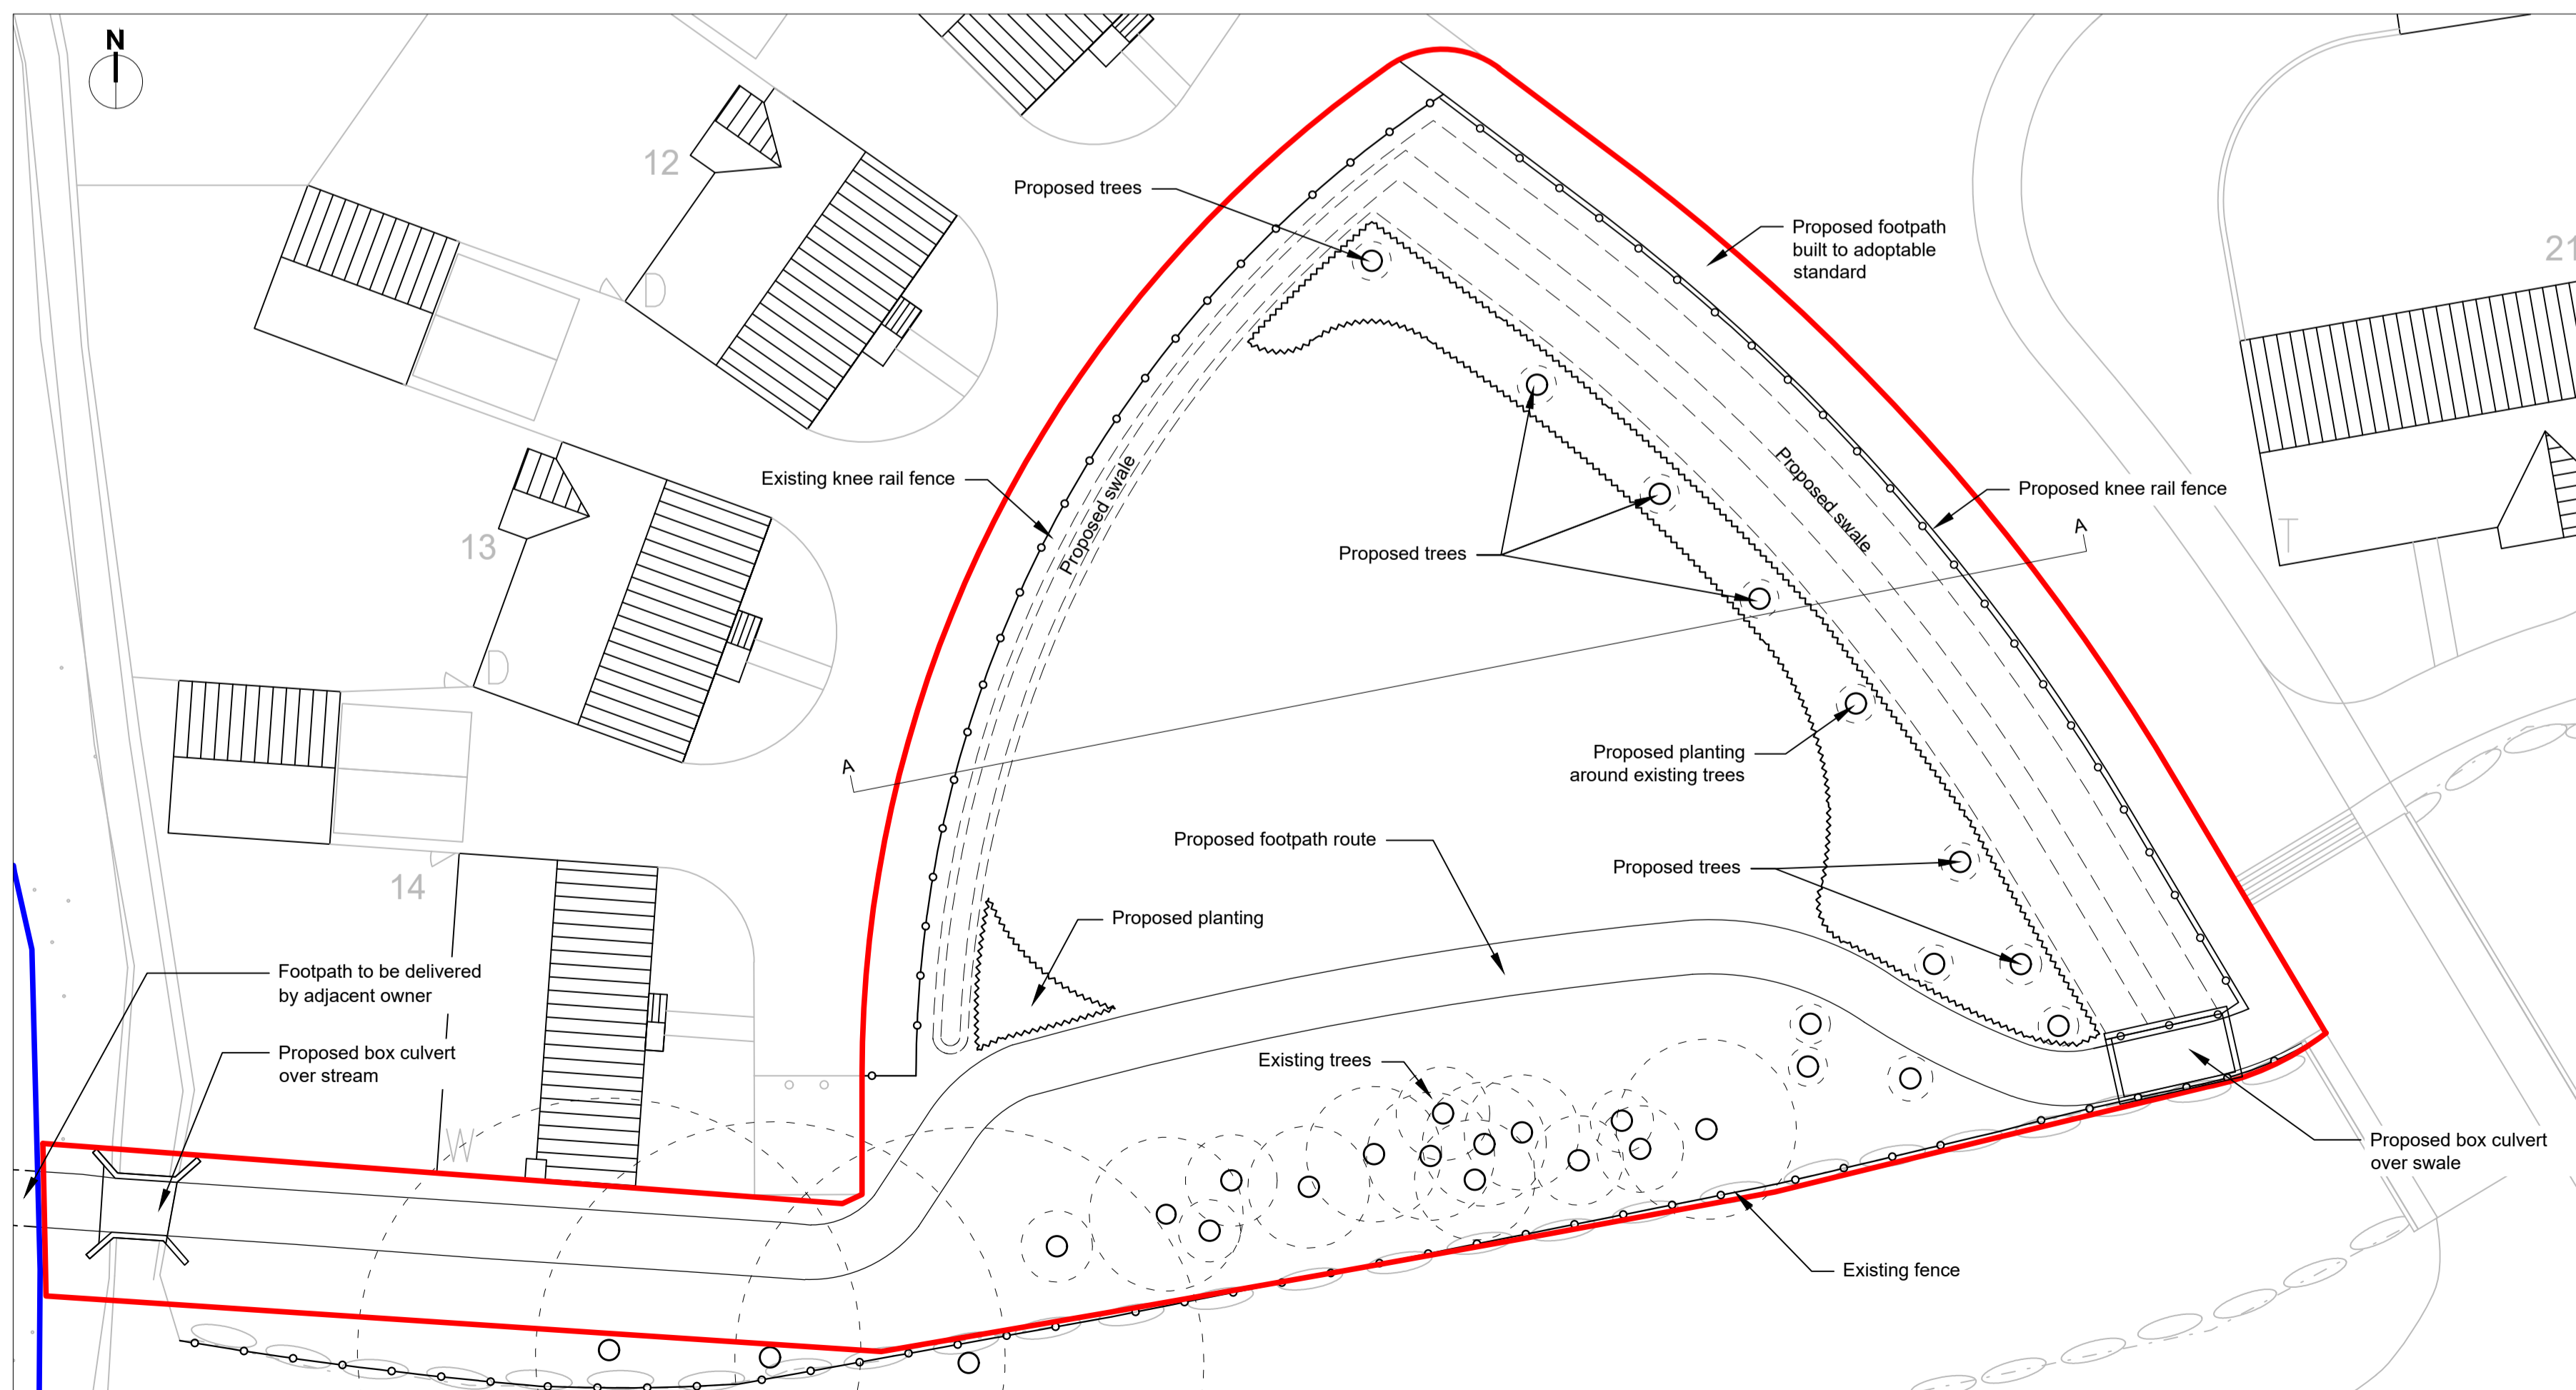 N
12
Proposed trees
Proposed footpath
built to adoptable
standard
21
D
Existing knee rail fence
Proposed swale
Proposed swale
Proposed knee rail fence
A
T
13
Proposed trees
D
Proposed planting
around existing trees
A
Proposed footpath route
Proposed trees
14
Proposed planting
Footpath to be delivered
by adjacent owner
Proposed box culvert
over stream
Existing trees
W
Proposed box culvert
over swale
Existing fence